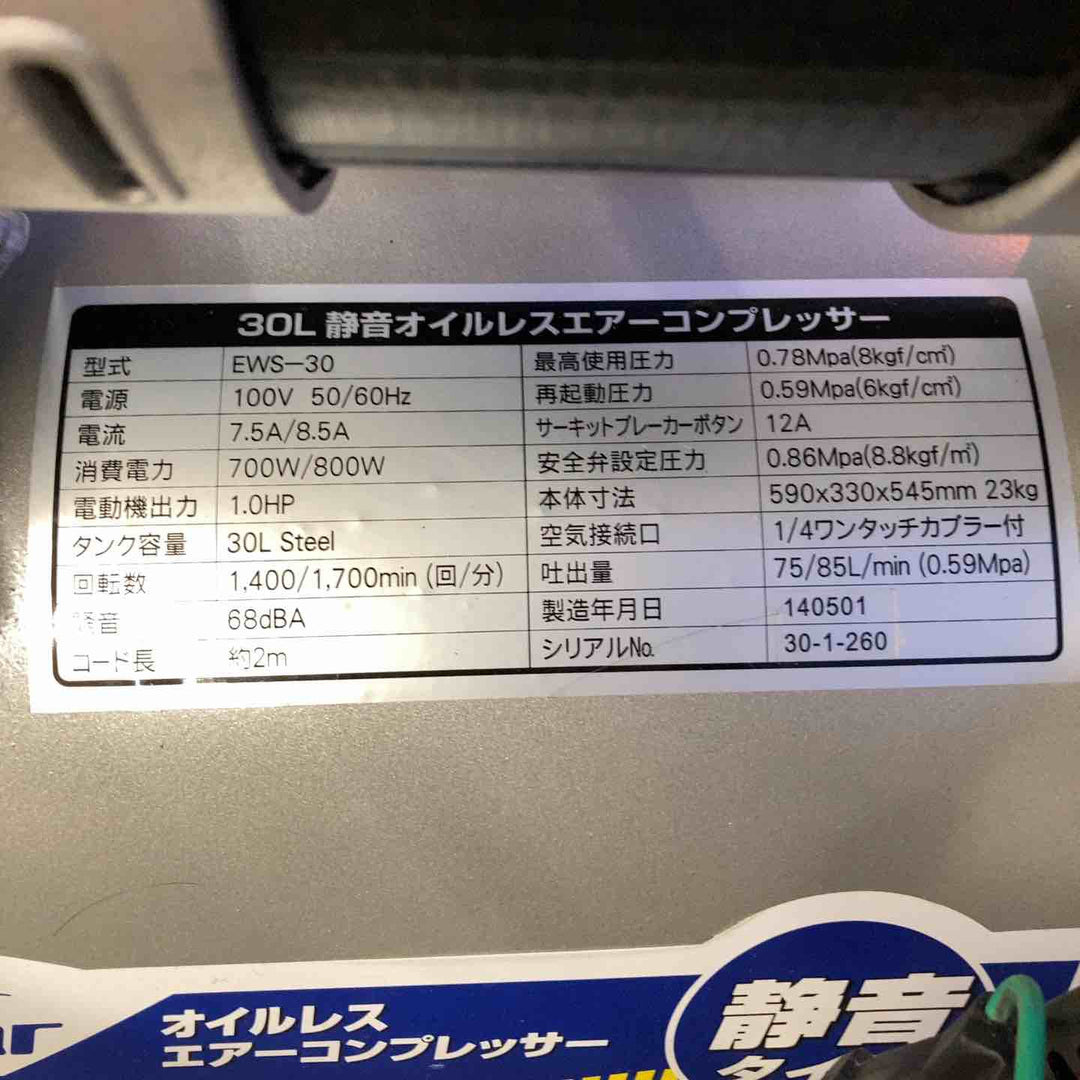 30L 静音オイルレスエアーコンプレッサー
型式 EWS-30 最高使用圧力 0.78Mpa(8kgf/c㎡)
電源 100V 50/60Hz 再起動圧力 0.59Mpa(6kgf/c㎡)
電流 7.5A/8.5A サーキットブレーカーボタン 12A
消費電力 700W/800W 安全弁設定圧力 0.86Mpa(8.8kgf/㎡)
電動機出力 1.0HP 本体寸法 590x330x545mm 23kg
タンク容量 30L Steel 空気接続口 1/4ワンタッチカプラー付
回転数 1,400/1,700min (回/分) 吐出量 75/85L/min (0.59Mpa)
騒音 68dBA 製造年月日 140501
コード長 約2m シリアルNo. 30-1-260
ar
オイルレス
エアーコンプレッサー
静音
タイ